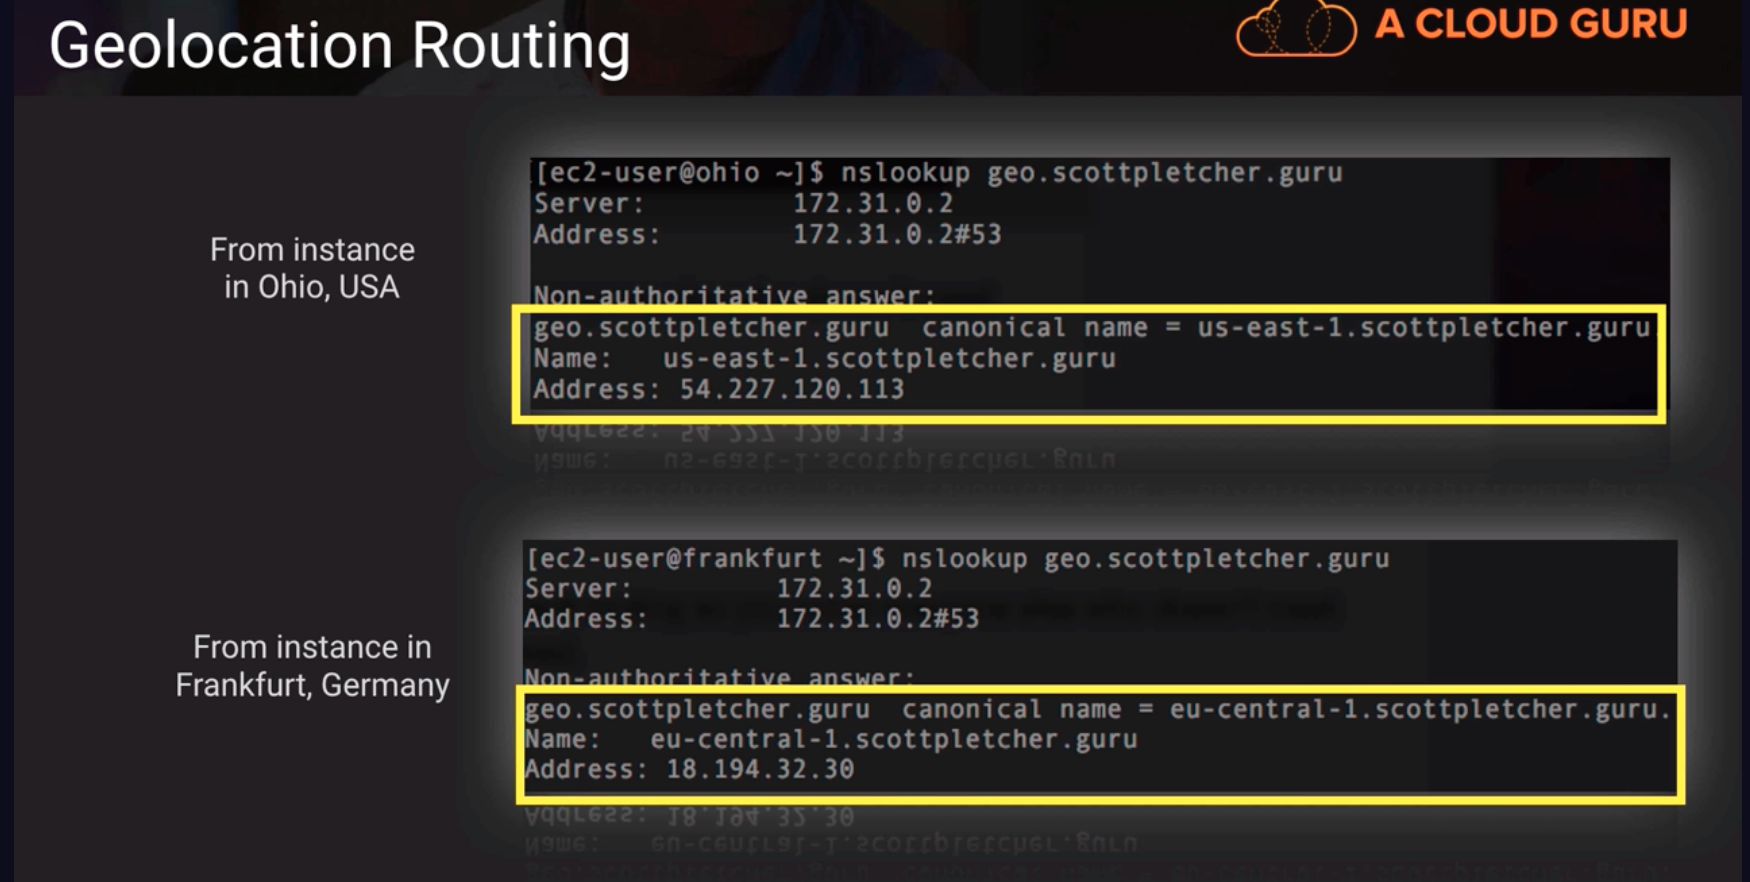 Geolocation Routing
A CLOUD GURU
From instance
in Ohio, USA
[ec2-user@ohio ~]$ nslookup geo.scottpletcher.guru
Server: 172.31.0.2
Address: 172.31.0.2#53
Non-authoritative answer:
geo.scottpletcher.guru canonical name = us-east-1.scottpletcher.guru
Name: us-east-1.scottpletcher.guru
Address: 54.227.120.113
From instance in
Frankfurt, Germany
[ec2-user@frankfurt ~]$ nslookup geo.scottpletcher.guru
Server: 172.31.0.2
Address: 172.31.0.2#53
Non-authoritative answer:
geo.scottpletcher.guru canonical name = eu-central-1.scottpletcher.guru.
Name: eu-central-1.scottpletcher.guru
Address: 18.194.32.30